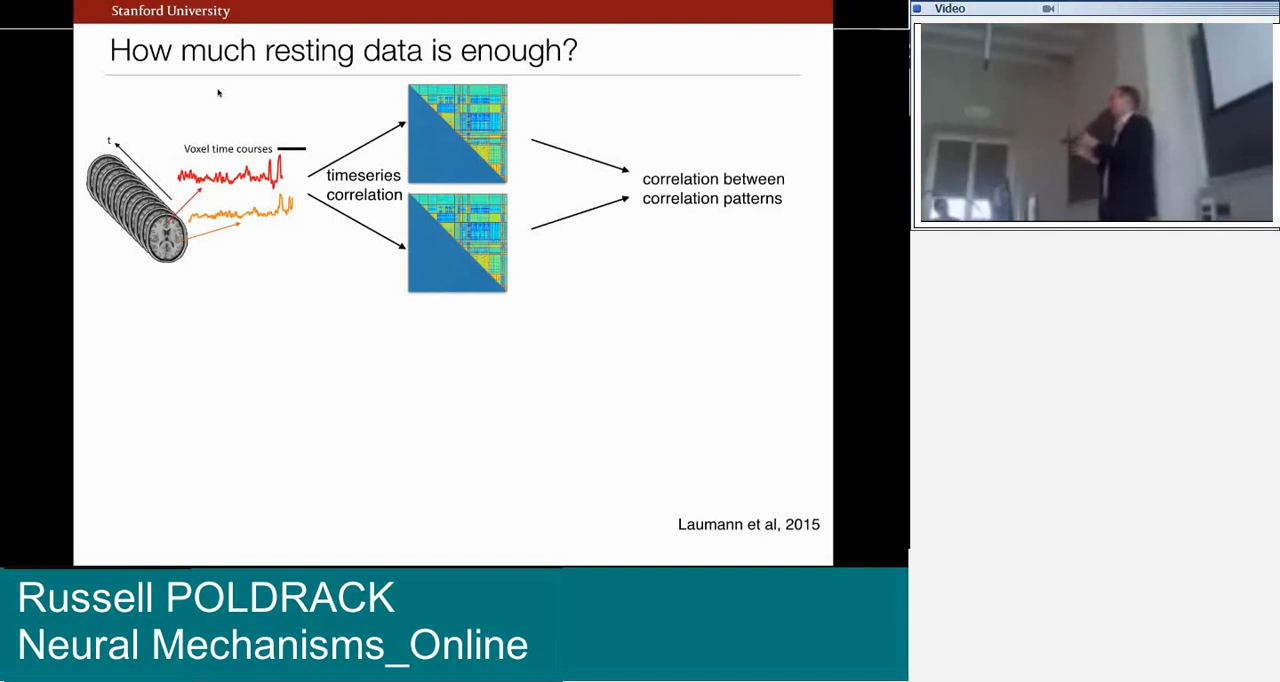 Stanford University
How much resting data is enough?
t
Voxel time courses
timeseries
correlation
correlation between
correlation patterns
Laumann et al, 2015
Russell POLDRACK
Neural Mechanisms_Online
Video